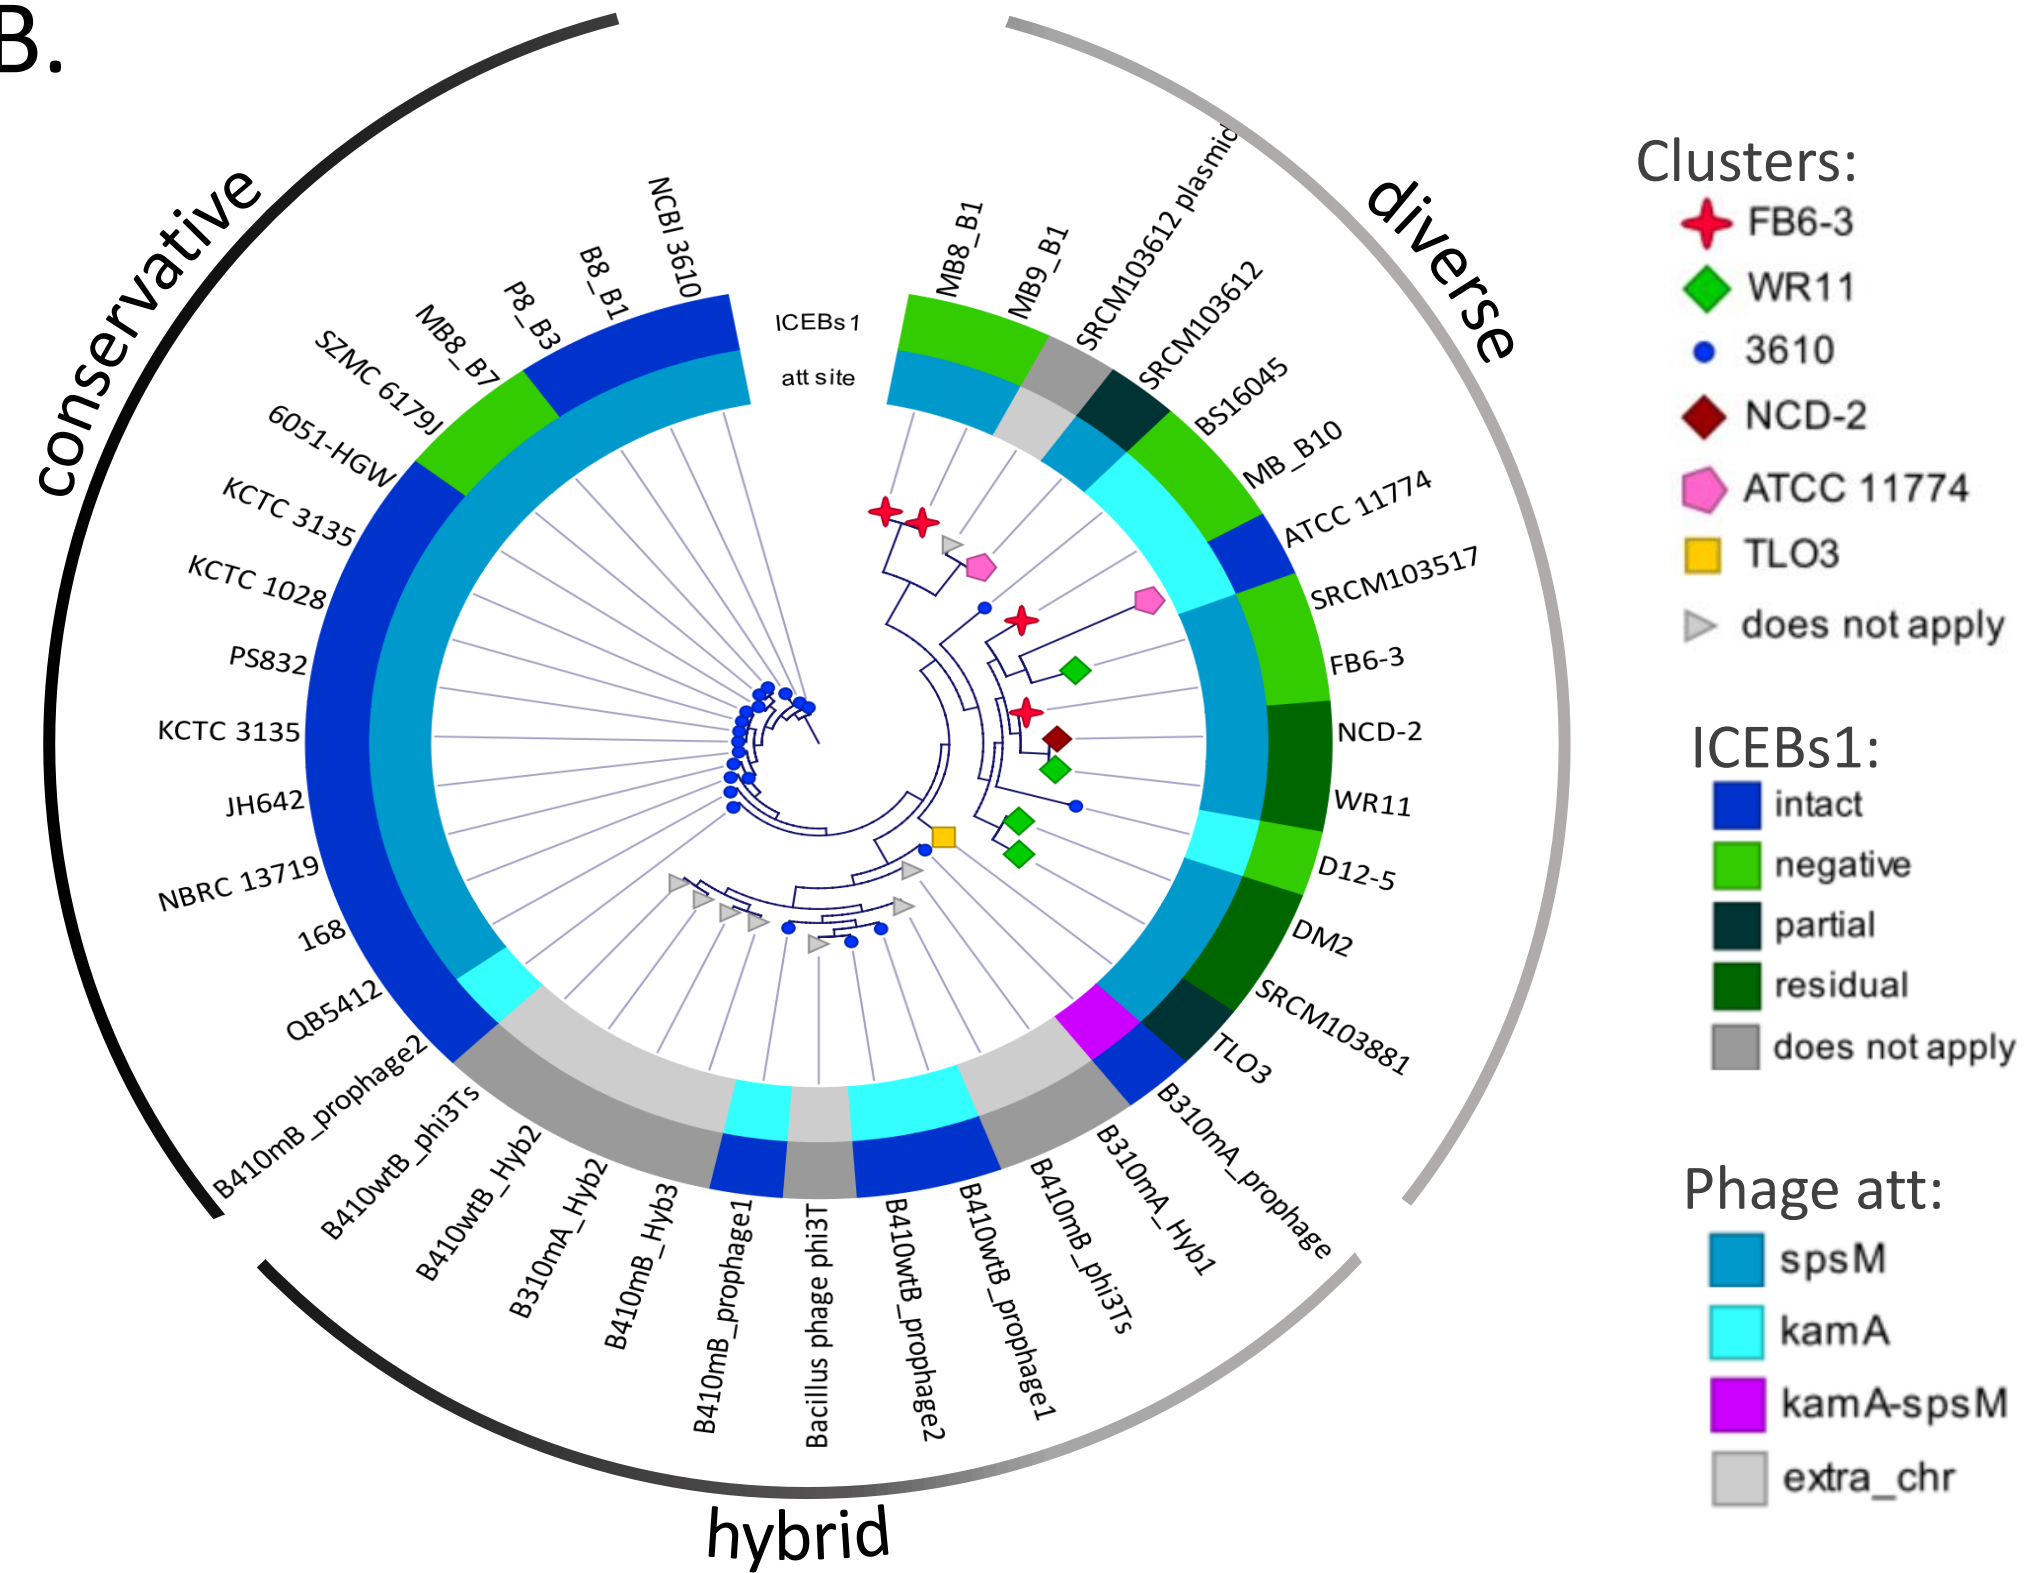 B.
conservative
diverse
hybrid
ICEBs1
att site
MB8_B1
MB9_B1
SRCM103612 plasmid
SRCM103612
BS16045
MB_B10
ATCC 11774
SRCM103517
FB6-3
NCD-2
WR11
D12-5
DM2
SRCM103881
TLO3
B310mA_prophage
B310mA_Hyb1
B410mB_phi3Ts
B410wtB_prophage1
B410wtB_prophage2
Bacillus phage phi3T
B410mB_prophage1
B410mB_Hyb3
B310mA_Hyb2
B410wtB_Hyb2
B410wtB_phi3Ts
B410mB_prophage2
QB5412
168
NBRC 13719
JH642
KCTC 3135
PS832
KCTC 1028
KCTC 3135
6051-HGW
SZMC 6179J
MB8_B7
P8_B3
B8_B1
NCBI 3610
Clusters:
FB6-3
WR11
3610
NCD-2
ATCC 11774
TLO3
does not apply
ICEBs1:
intact
negative
partial
residual
does not apply
Phage att:
spsM
kamA
kamA-spsM
extra_chr